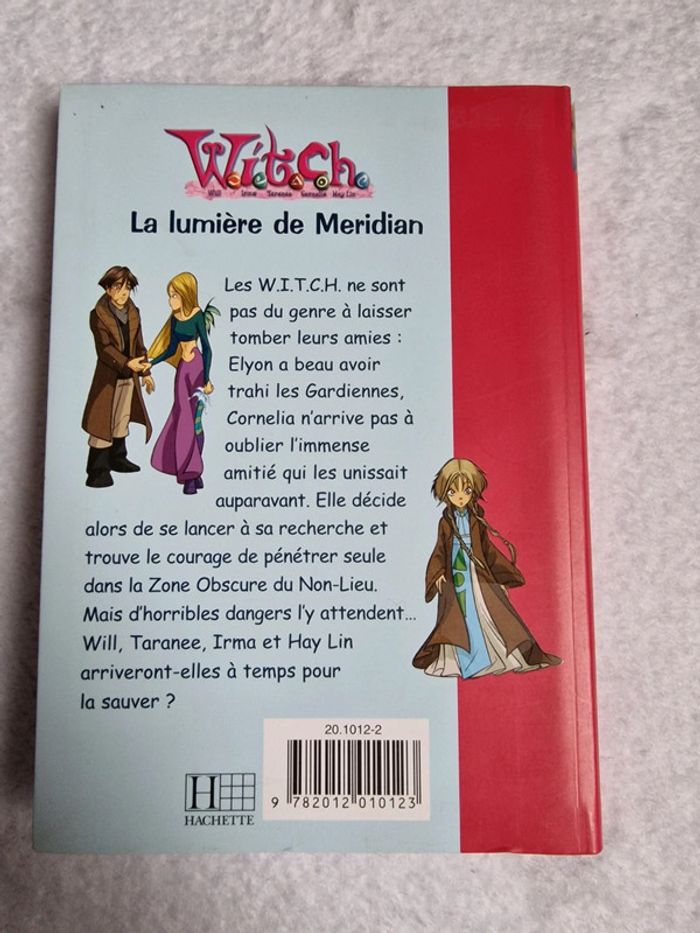 W.i.t.c.h.
Will Irma Taranee Cornelia Hay Lin
La lumière de Meridian
Les W.I.T.C.H. ne sont
pas du genre à laisser
tomber leurs amies :
Elyon a beau avoir
trahi les Gardiennes,
Cornelia n'arrive pas à
oublier l'immense
amitié qui les unissait
auparavant. Elle décide
alors de se lancer à sa recherche et
trouve le courage de pénétrer seule
dans la Zone Obscure du Non-Lieu.
Mais d'horribles dangers l'y attendent...
Will, Taranee, Irma et Hay Lin
arriveront-elles à temps pour
la sauver ?
20.1012-2
9 782012 010123
H
HACHETTE